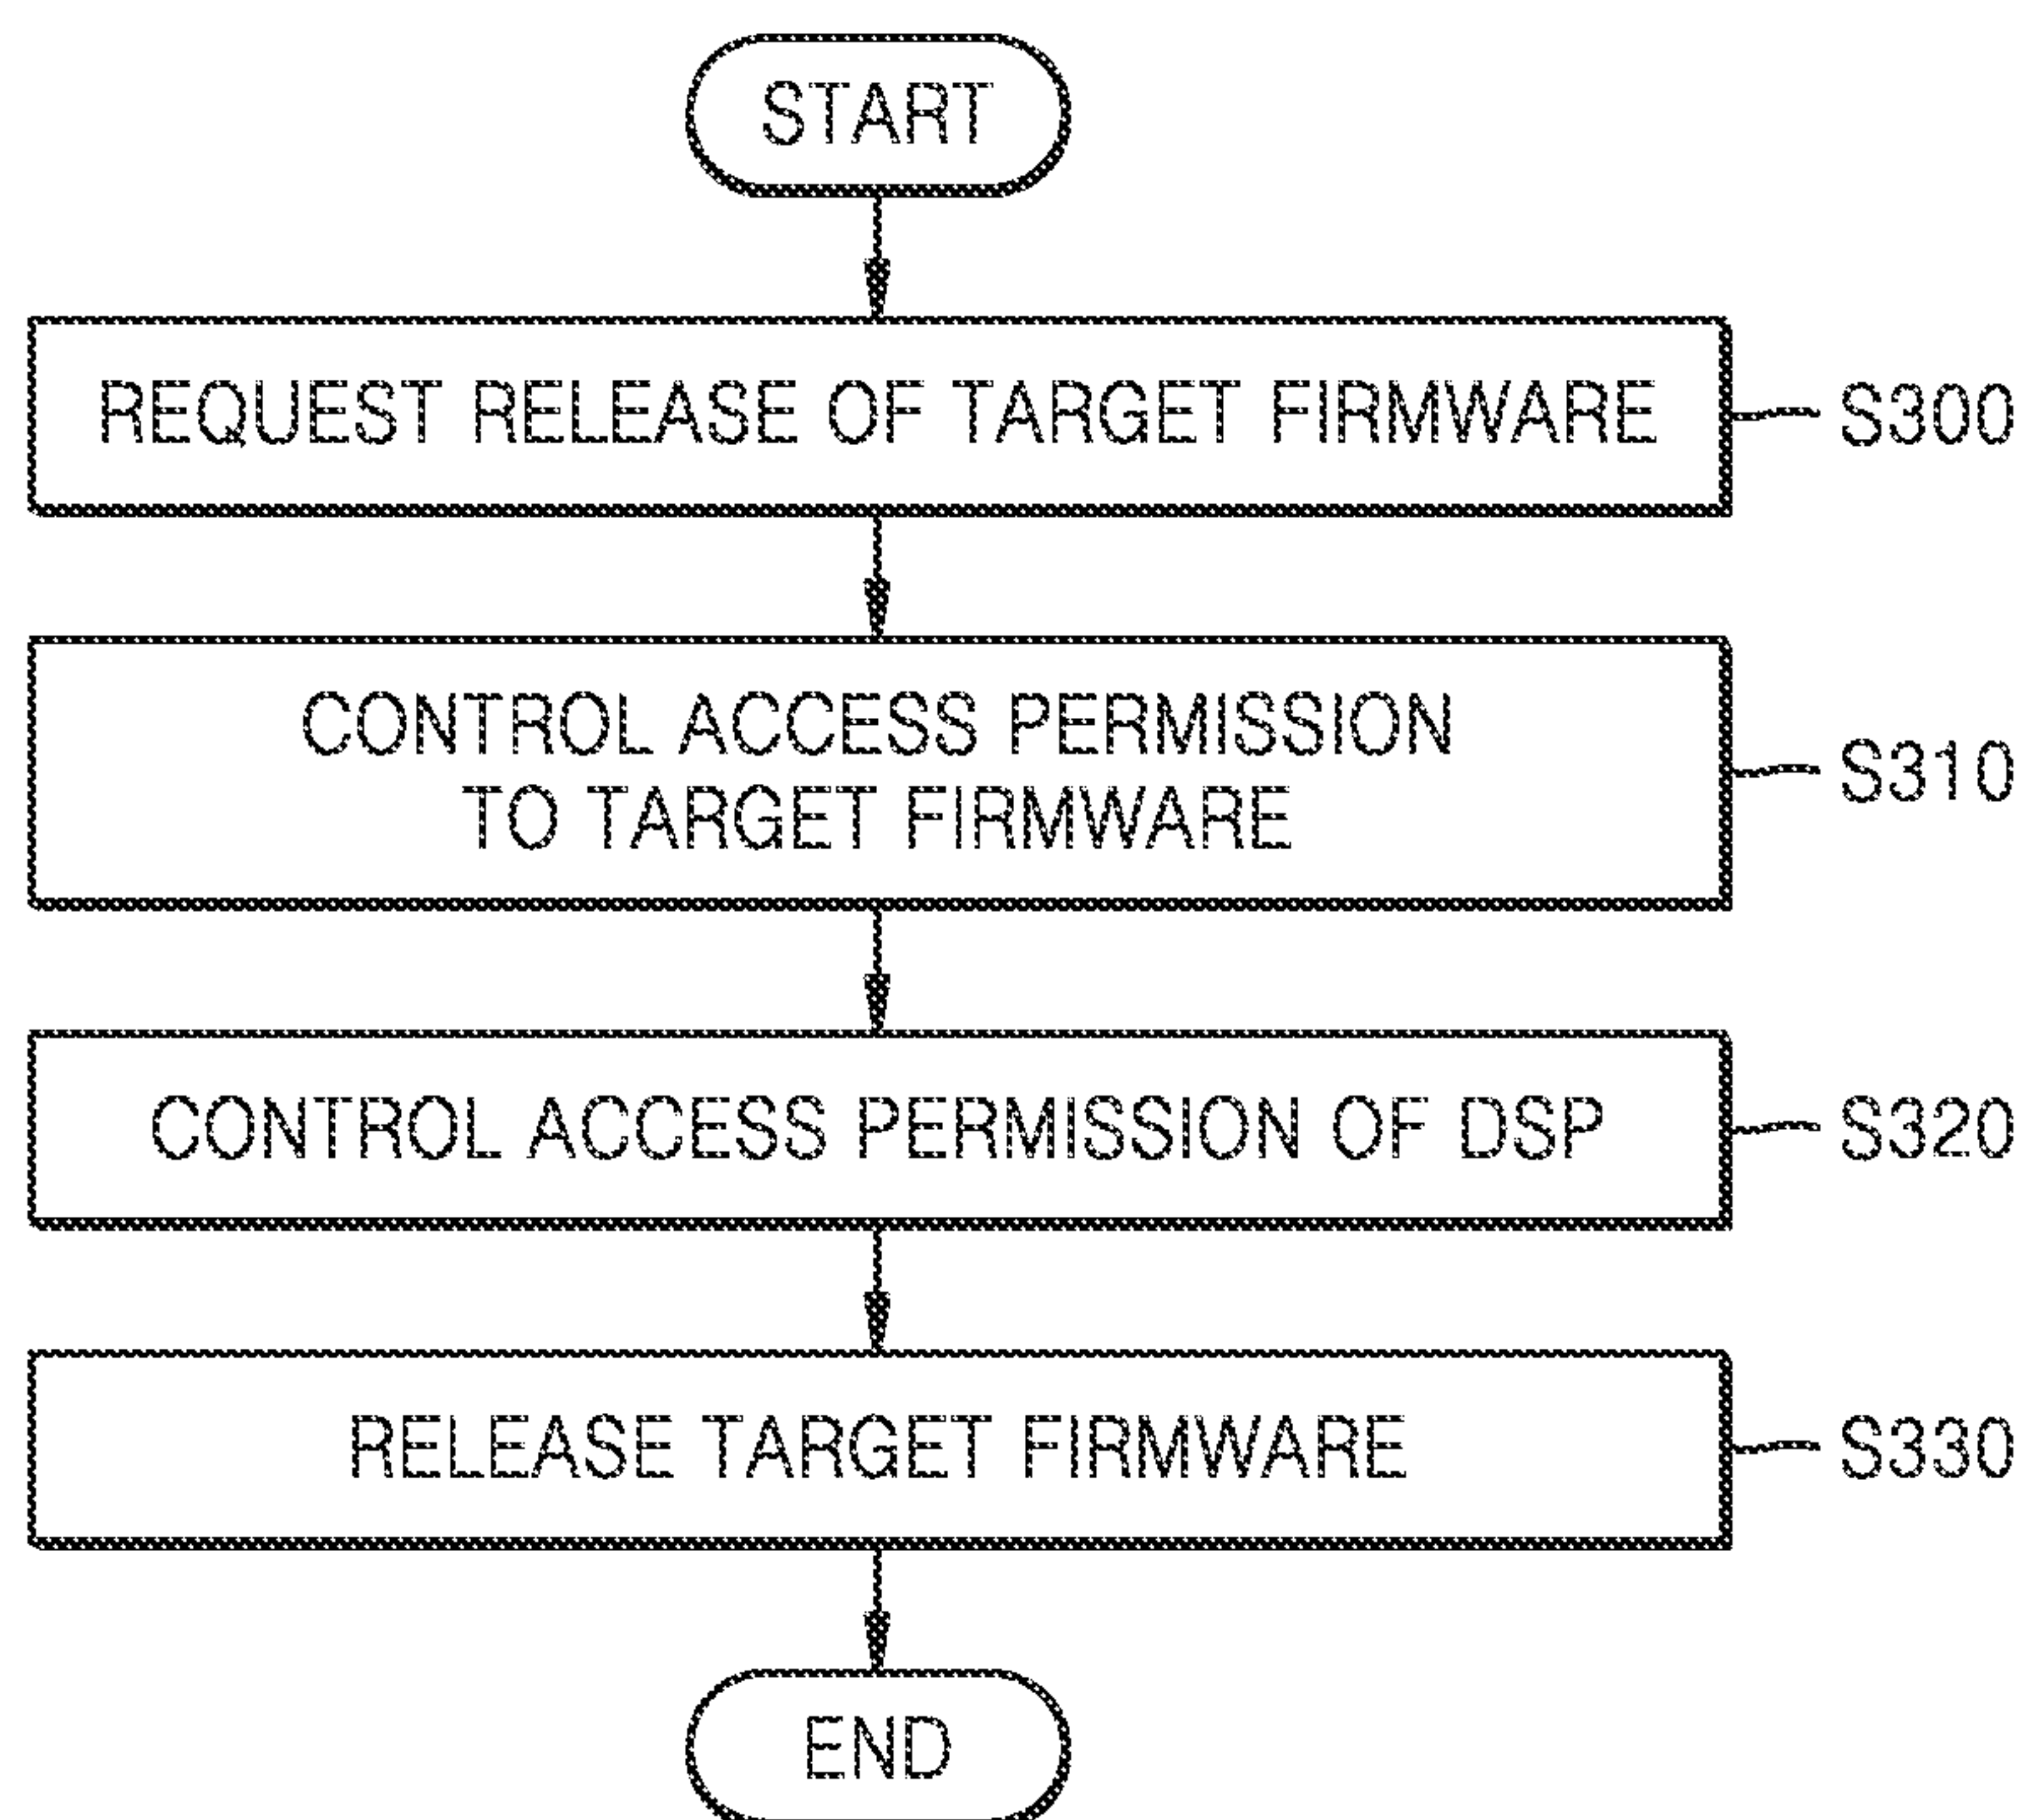 START
REQUEST RELEASE OF TARGET FIRMWARE
S300
CONTROL ACCESS PERMISSION
TO TARGET FIRMWARE
S310
CONTROL ACCESS PERMISSION OF DSP
S320
RELEASE TARGET FIRMWARE
S330
END